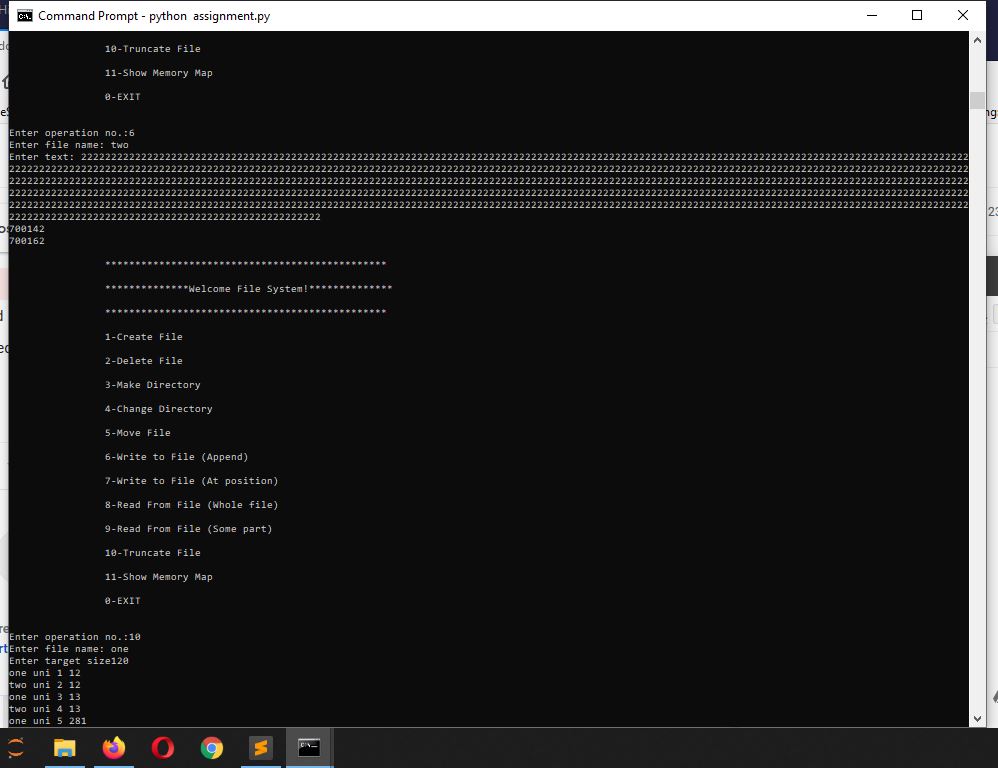 Command Prompt - python  assignment.py
10-Truncate File
11-Show Memory Map
0-EXIT
Enter operation no.:6
Enter file name: two
Enter text:
700142
700162
***********************************************
**************Welcome File System!**************
***********************************************
1-Create File
2-Delete File
3-Make Directory
4-Change Directory
5-Move File
6-Write to File (Append)
7-Write to File (At position)
8-Read From File (Whole file)
9-Read From File (Some part)
10-Truncate File
11-Show Memory Map
0-EXIT
Enter operation no.:10
Enter file name: one
Enter target size120
one uni 1 12
two uni 2 12
one uni 3 13
two uni 4 13
one uni 5 281